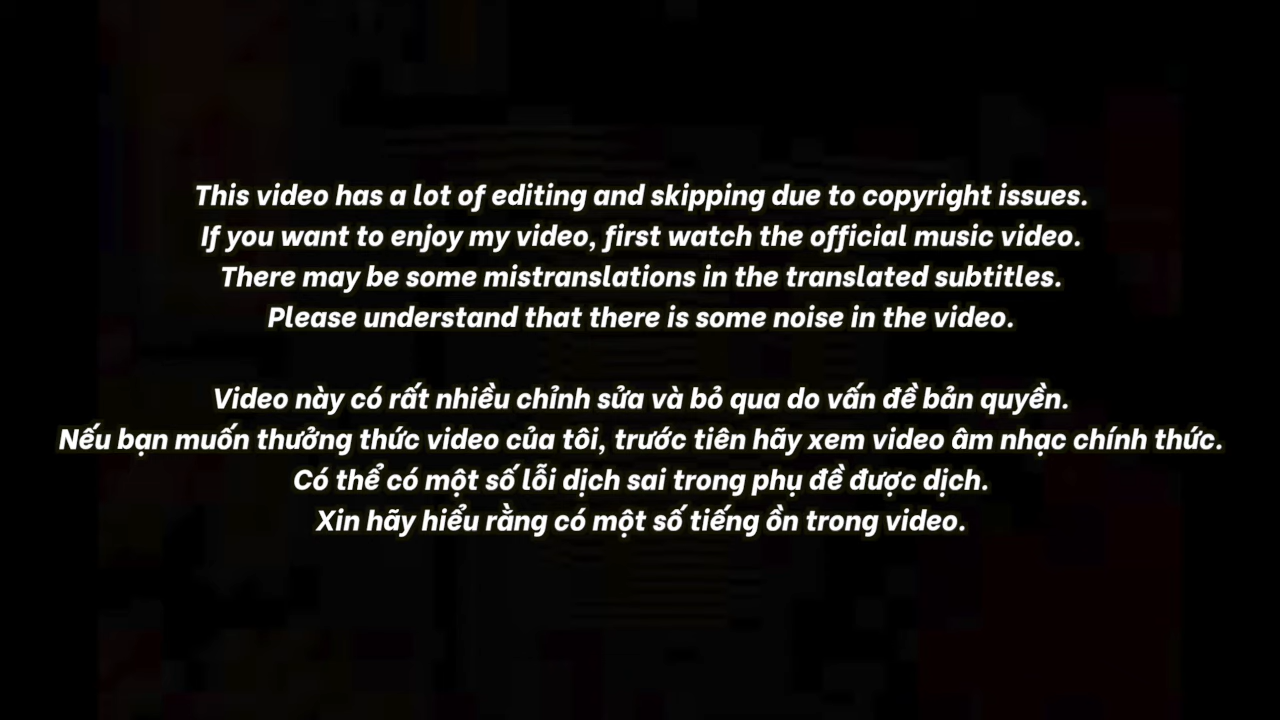 This video has a lot of editing and skipping due to copyright issues.
If you want to enjoy my video, first watch the official music video.
There may be some mistranslations in the translated subtitles.
Please understand that there is some noise in the video.
Video này có rất nhiều chỉnh sửa và bỏ qua do vấn đề bản quyền.
Nếu bạn muốn thưởng thức video của tôi, trước tiên hãy xem video âm nhạc chính thức.
Có thể có một số lỗi dịch sai trong phụ đề được dịch.
Xin hãy hiểu rằng có một số tiếng ồn trong video.